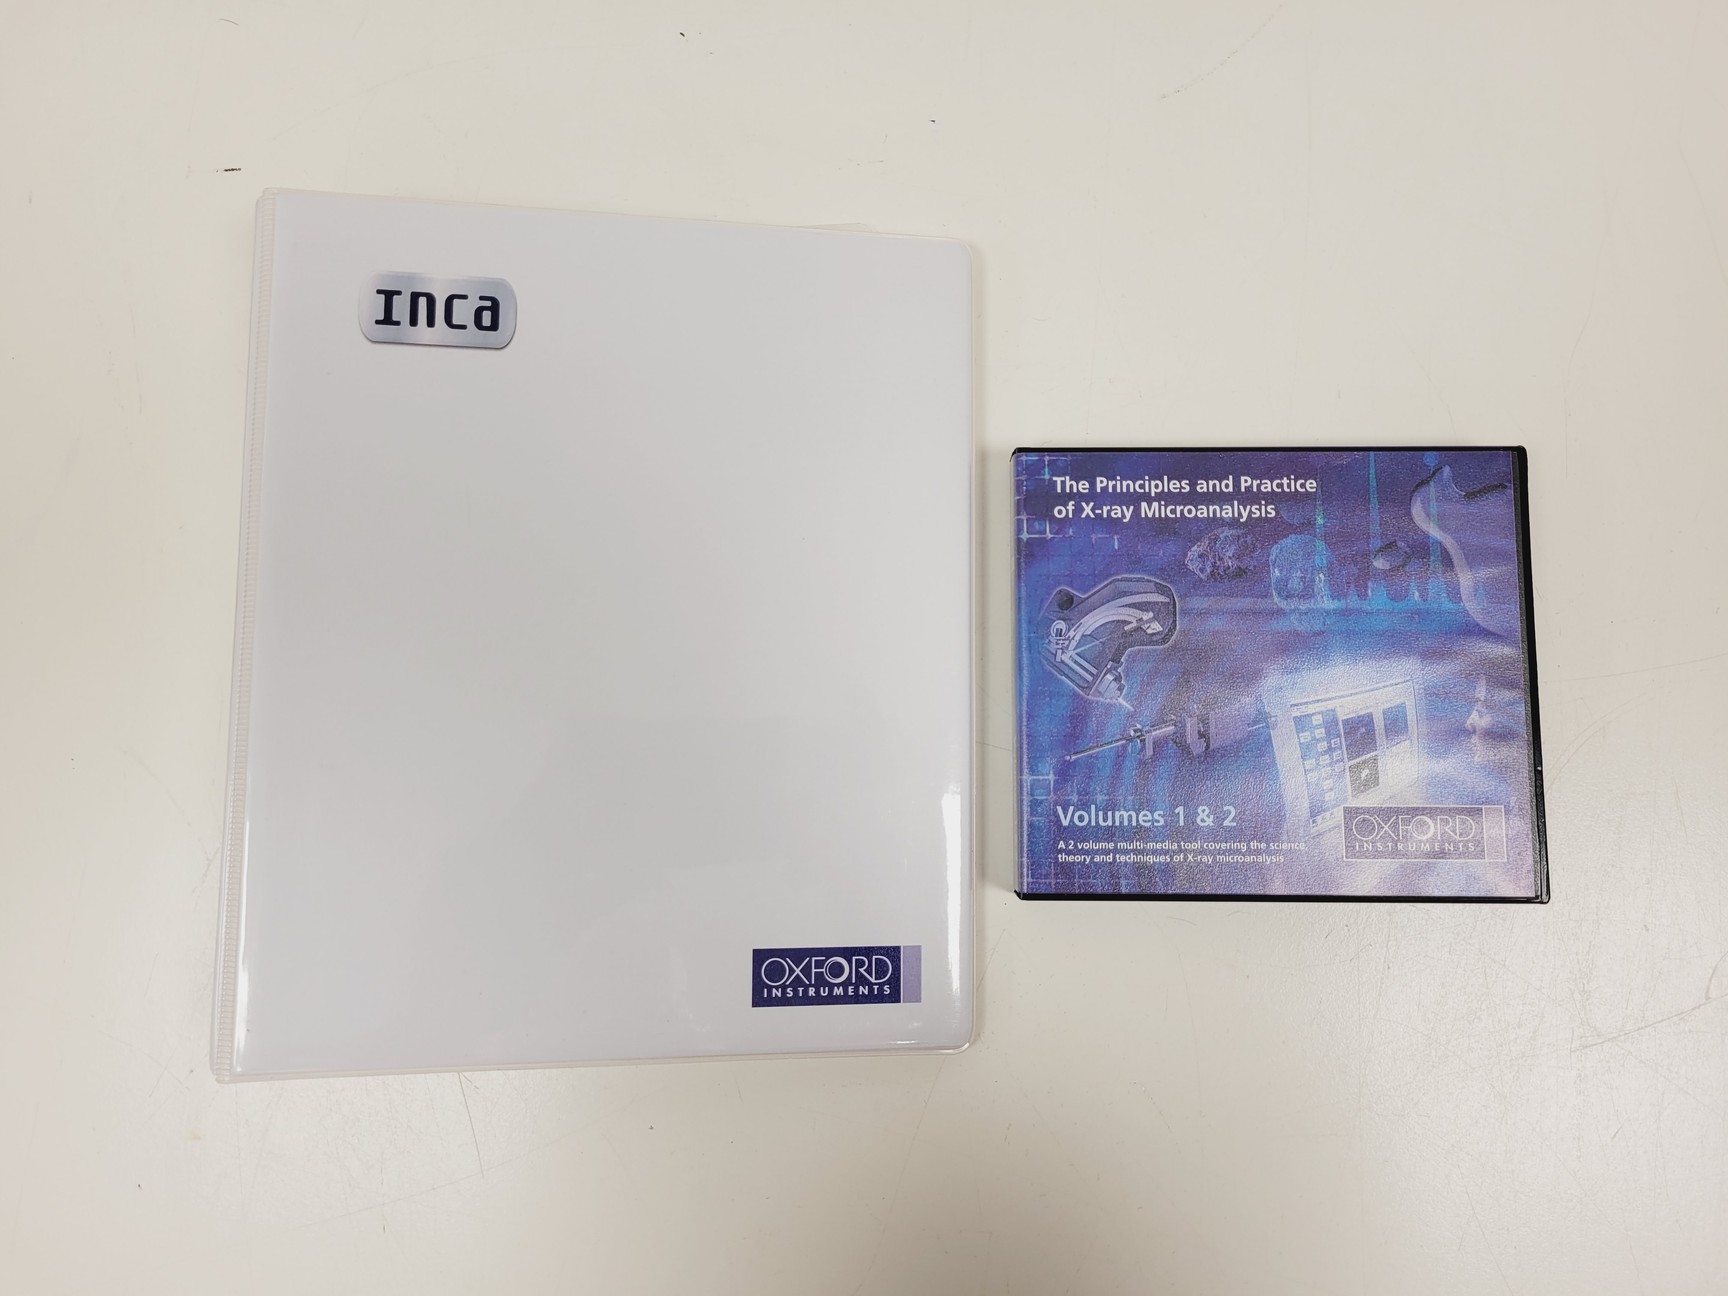 Inca
OXFORD
INSTRUMENTS
The Principles and Practice
of X-ray Microanalysis
Volumes 1 & 2
A 2 volume multi-media tool covering the science,
theory and techniques of X-ray microanalysis
OXFORD
INSTRUMENTS